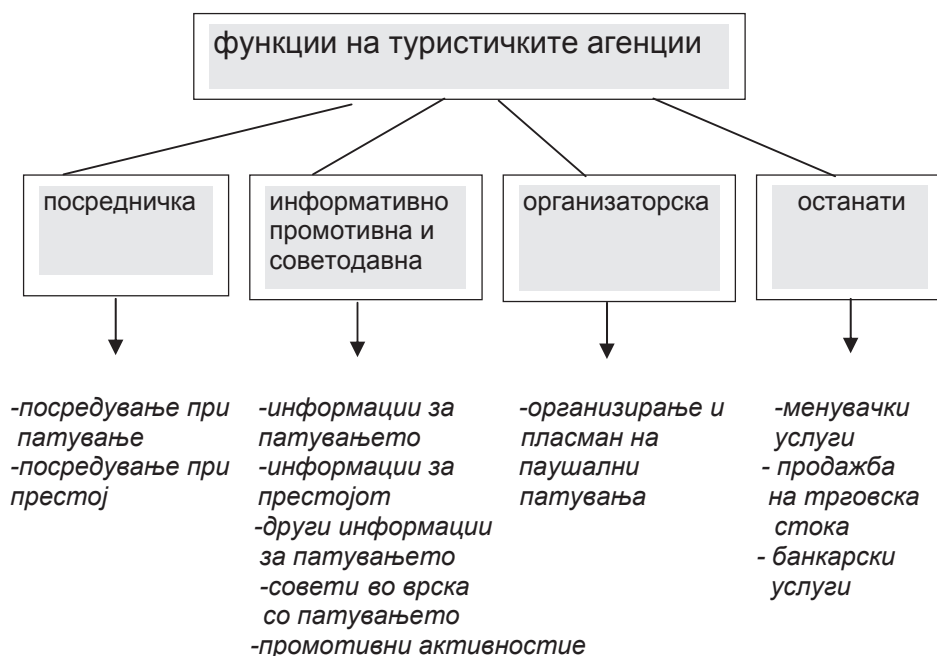 функции на туристичките агенции
посредничка
информативно
промотивна и
советодавна
организаторска
останати
-посредување при
патување
-посредување при
престој
-информации за
патувањето
-информации за
престојот
-други информации
за патувањето
-совети во врска
со патувањето
-промотивни активностие
-организирање и
пласман на
паушални
патувања
-менувачки
услуги
- продажба
на трговска
стока
- банкарски
услуги